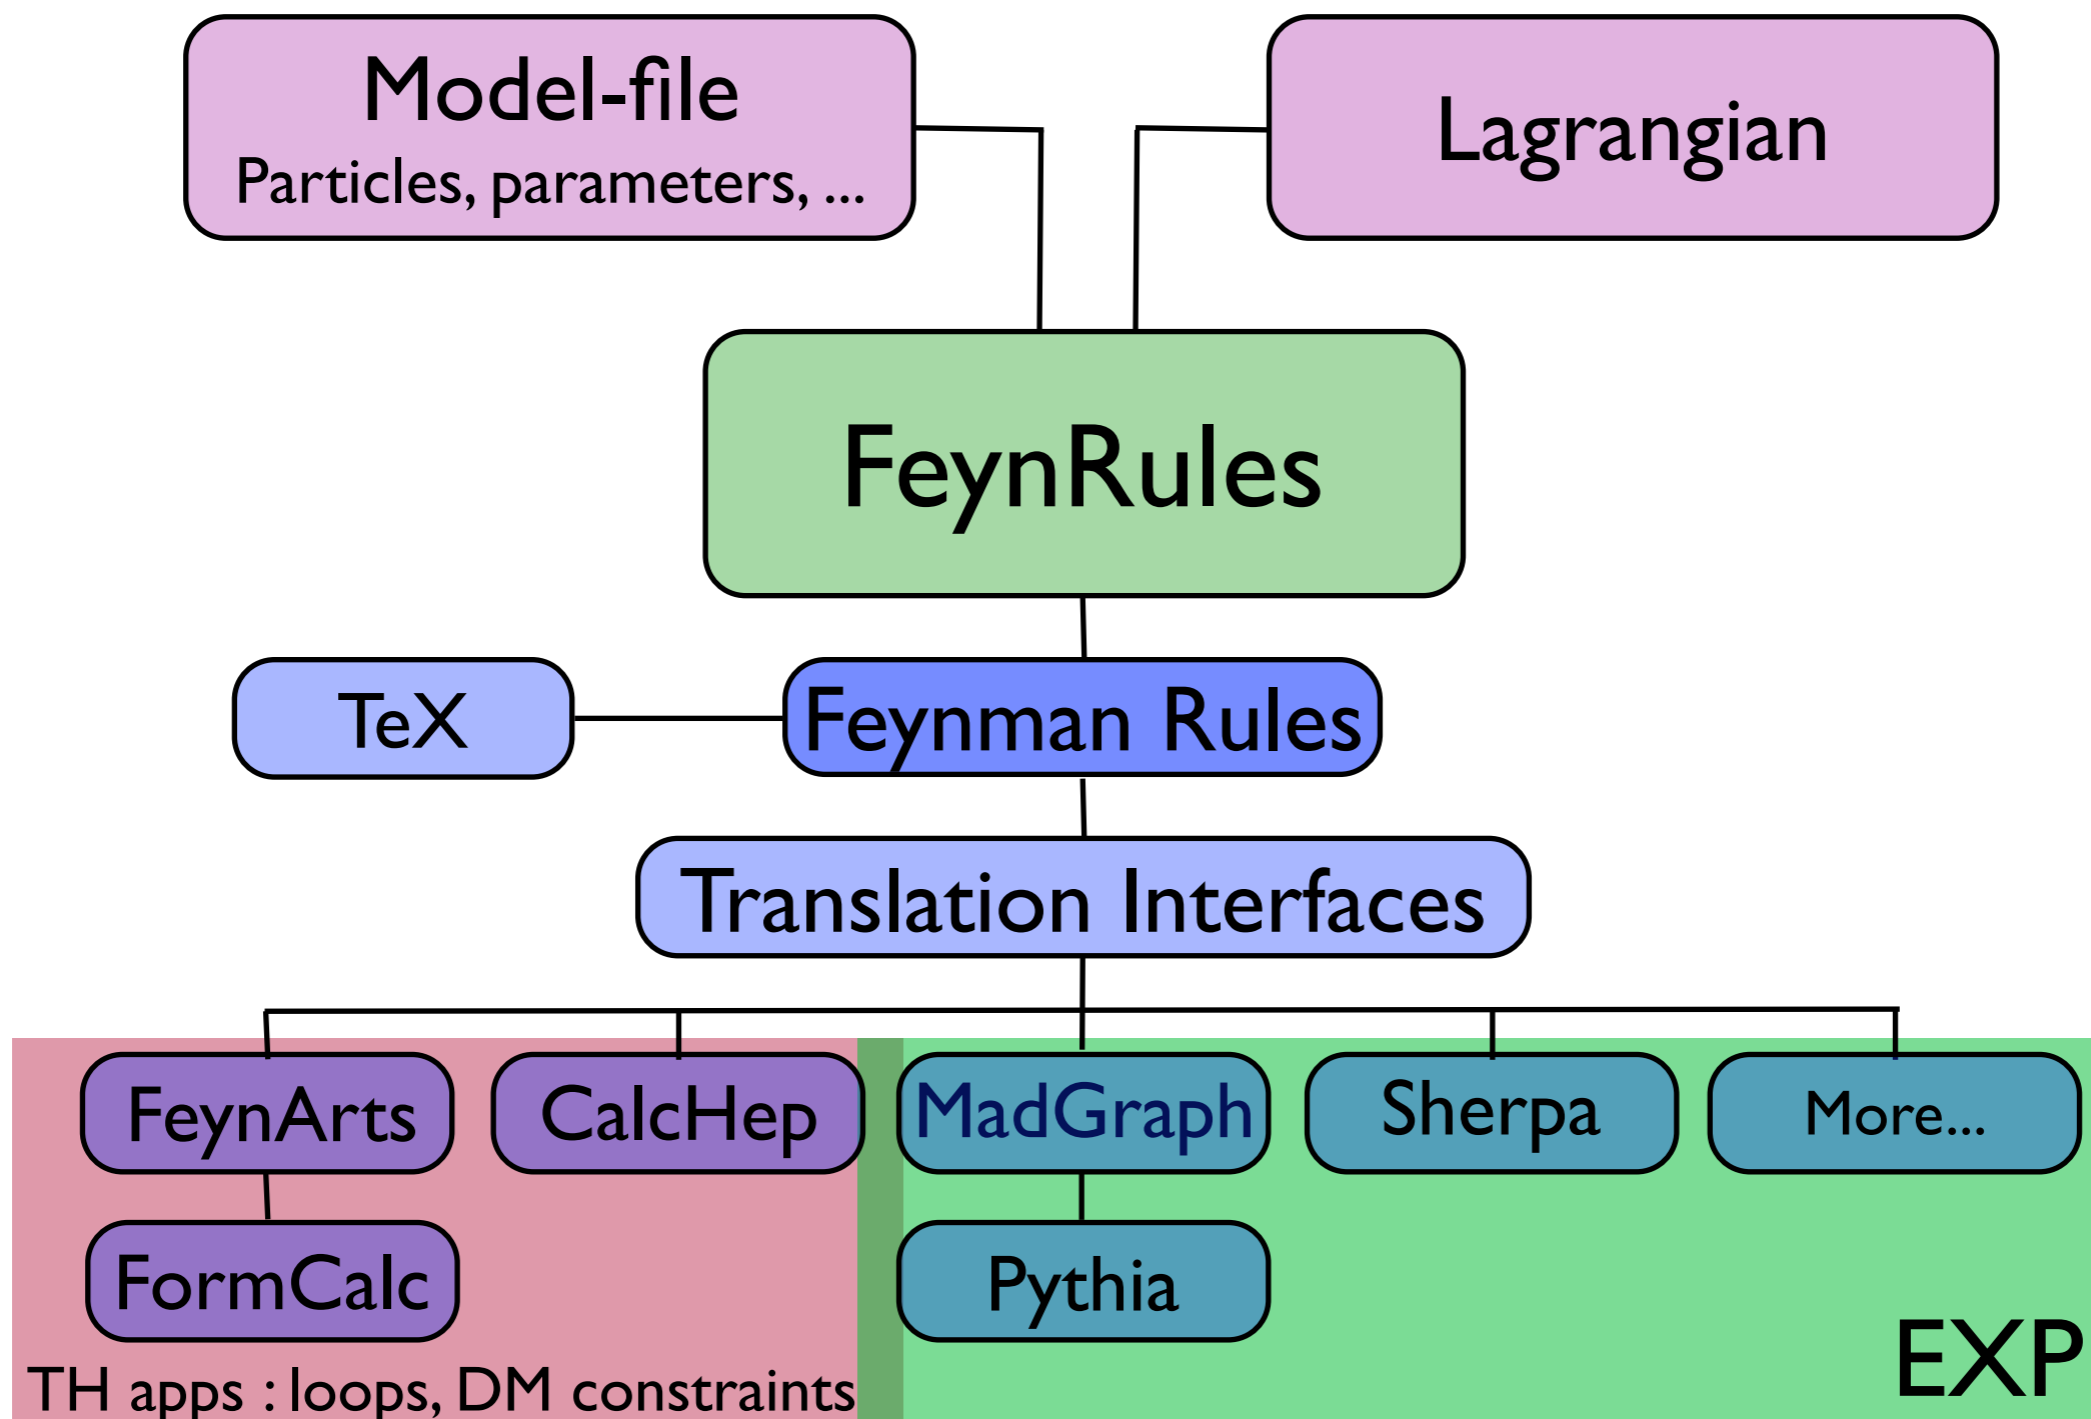 Model-file
Particles, parameters, ...
Lagrangian
FeynRules
TeX
Feynman Rules
Translation Interfaces
FeynArts
CalcHep
MadGraph
Sherpa
More...
FormCalc
Pythia
TH apps : loops, DM constraints
EXP